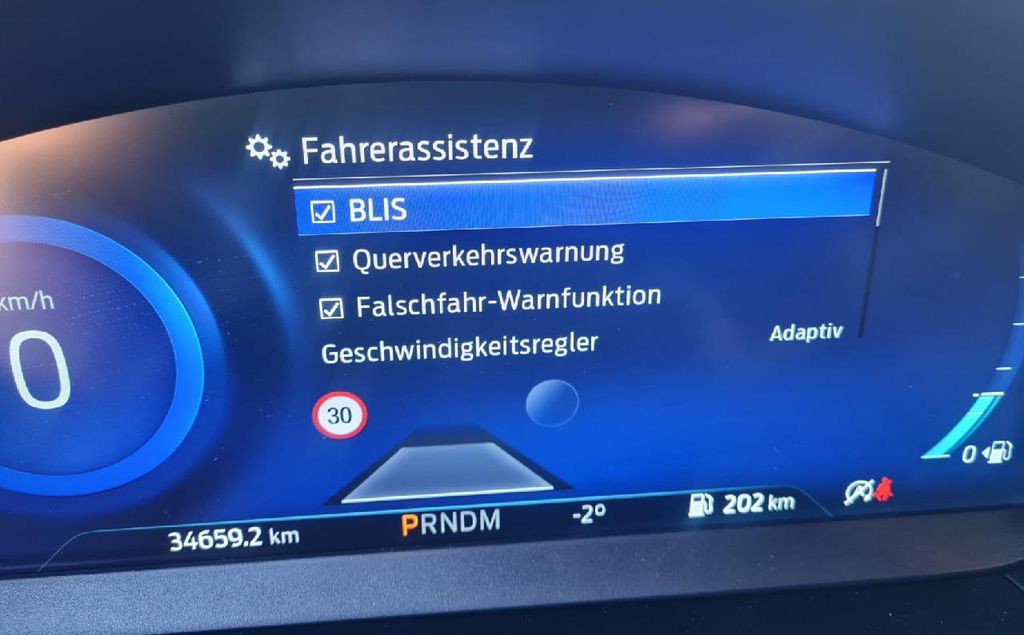 Fahrerassistenz
BLIS
Querverkehrswarnung
Falschfahr-Warnfunktion
Geschwindigkeitsregler Adaptiv
km/h
0
30
0
34659.2 km PRNDM -2° 202 km